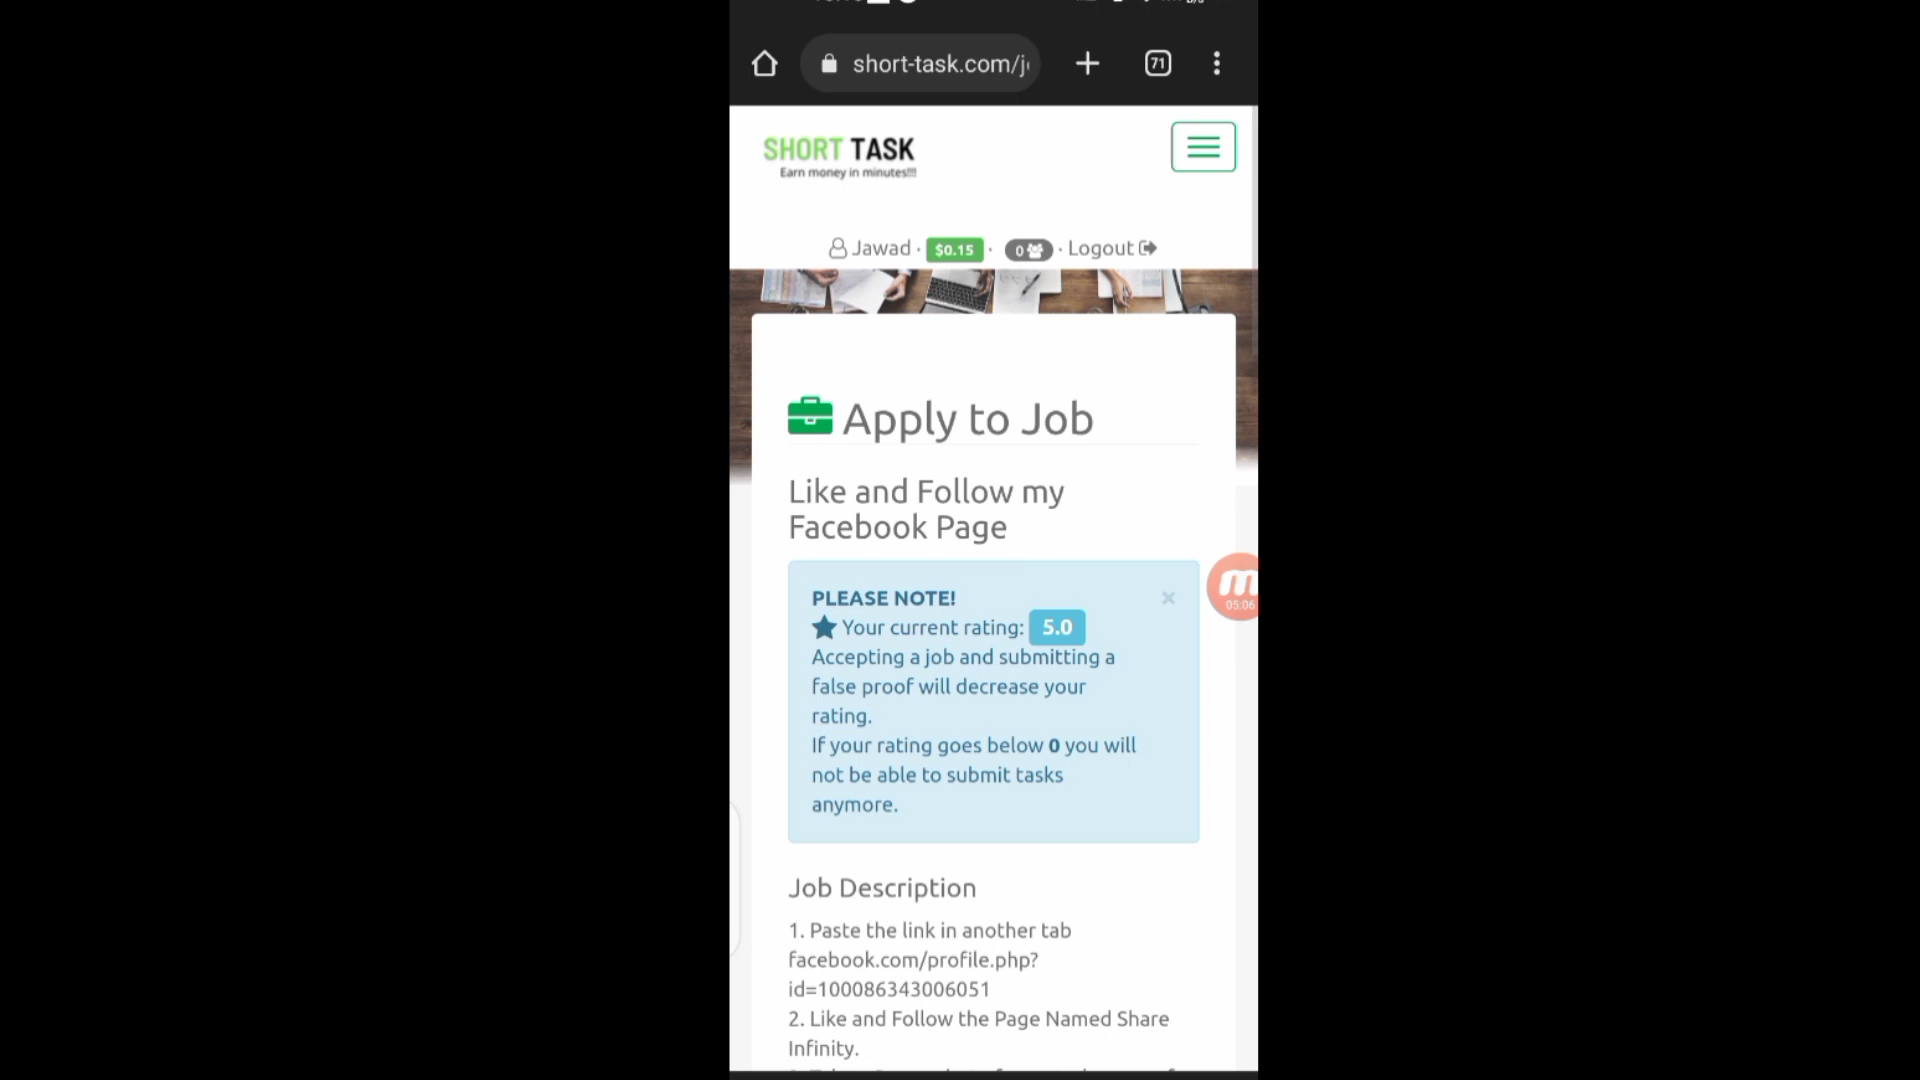 short-task.com/j
71
SHORT TASK
Earn money in minutes!!!
Jawad · $0.15 · 0 · Logout
Apply to Job
Like and Follow my
Facebook Page
PLEASE NOTE!
×
Your current rating: 5.0
Accepting a job and submitting a
false proof will decrease your
rating.
If your rating goes below 0 you will
not be able to submit tasks
anymore.
05:06
Job Description
1. Paste the link in another tab
facebook.com/profile.php?
id=100086343006051
2. Like and Follow the Page Named Share
Infinity.